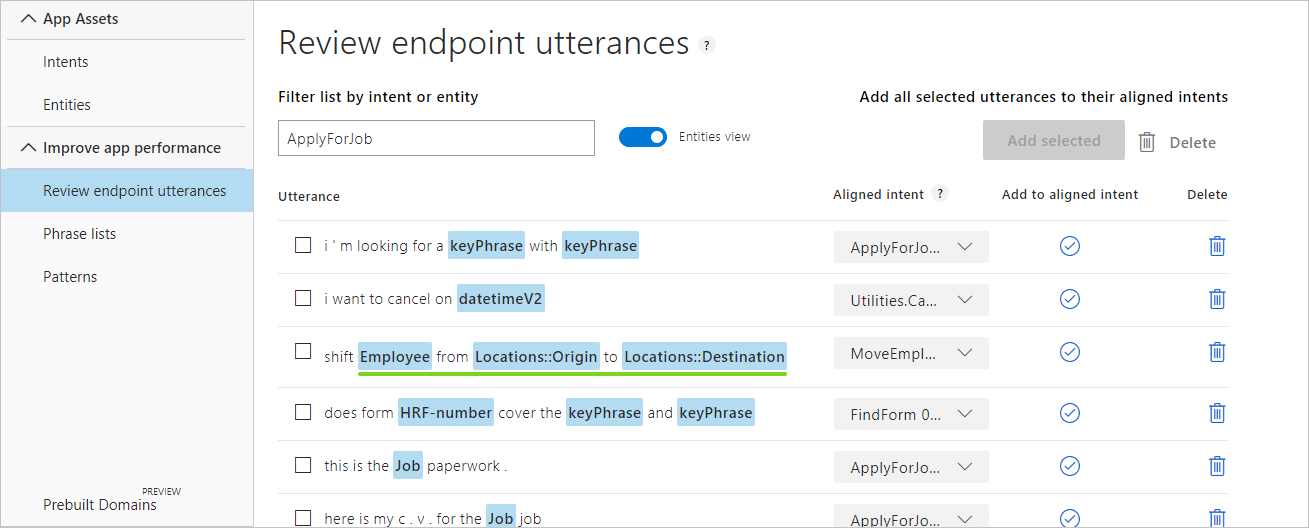 App Assets
Intents
Entities
Improve app performance
Review endpoint utterances
Phrase lists
Patterns
Prebuilt Domains PREVIEW
Review endpoint utterances ?
Filter list by intent or entity
Add all selected utterances to their aligned intents
ApplyForJob
Entities view
Add selected
Delete
Utterance Aligned intent ? Add to aligned intent Delete
i ' m looking for a keyPhrase with keyPhrase ApplyForJo...
i want to cancel on datetimeV2 Utilities.Ca...
shift Employee from Locations::Origin to Locations::Destination MoveEmpl...
does form HRF-number cover the keyPhrase and keyPhrase FindForm 0...
this is the Job paperwork . ApplyForJo...
here is my c . v . for the Job job ApplyForJo...